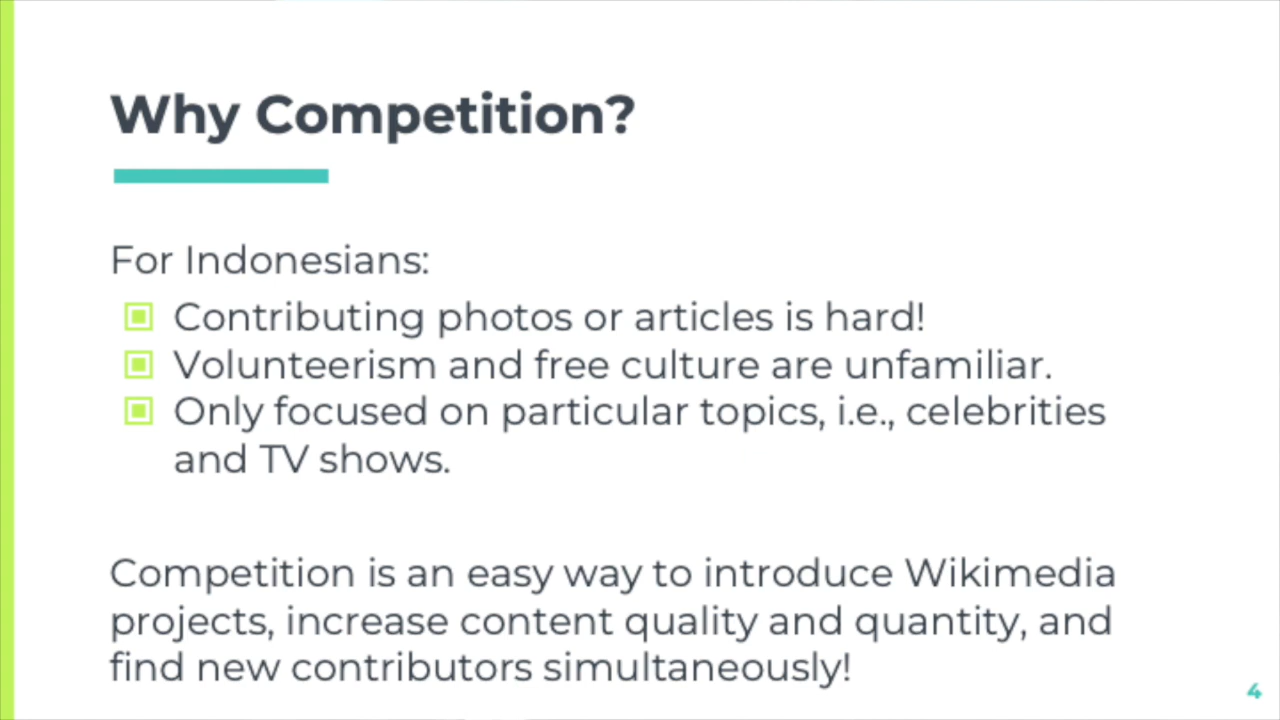 Why Competition?
For Indonesians:
Contributing photos or articles is hard!
Volunteerism and free culture are unfamiliar.
Only focused on particular topics, i.e., celebrities
and TV shows.
Competition is an easy way to introduce Wikimedia
projects, increase content quality and quantity, and
find new contributors simultaneously!
4